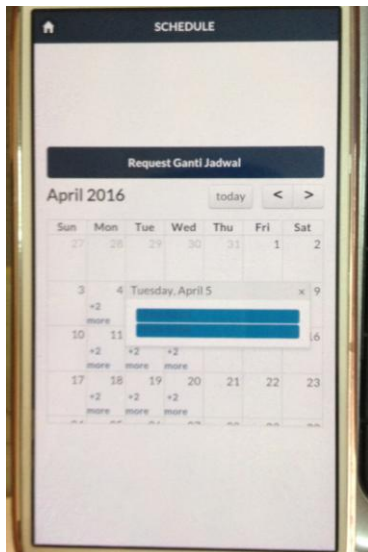 SCHEDULE
Request Ganti Jadwal
April 2016 today < >
Sun Mon Tue Wed Thu Fri Sat
27 28 29 30 31 1 2
3 4 Tuesday, April 5 × 9
+2
more
10 11 16
+2 +2 +2
more more more
17 18 19 20 21 22 23
+2 +2 +2
more more more